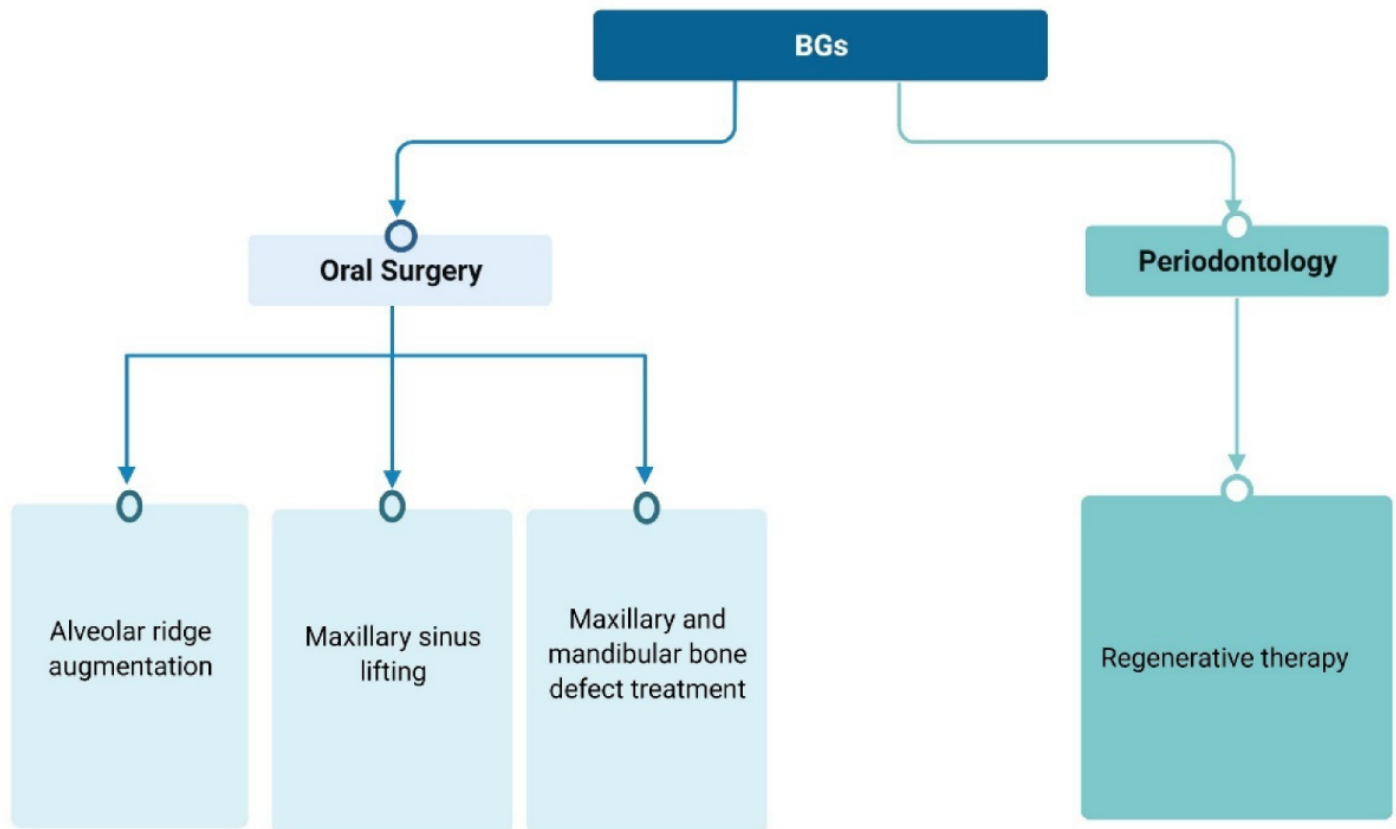 BGs
Oral Surgery
Periodontology
Alveolar ridge
augmentation
Maxillary sinus
lifting
Maxillary and
mandibular bone
defect treatment
Regenerative therapy